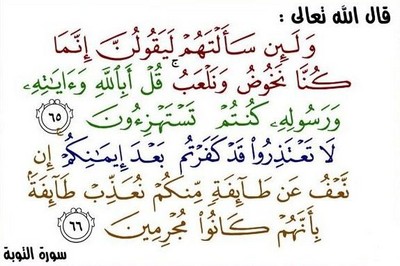 قال الله تعالى :
وَلَئِن سَأَلْتَهُمْ لَيَقُولُنَّ إِنَّمَا
كُنَّا نَخُوضُ وَنَلْعَبُ ۚ قُلْ أَبِاللَّهِ وَءَايَـٰتِهِۦ
وَرَسُولِهِۦ كُنتُمْ تَسْتَهْزِءُونَ ٦٥
لَا تَعْتَذِرُوا۟ قَدْ كَفَرْتُم بَعْدَ إِيمَـٰنِكُمْ ۚ إِن
نَّعْفُ عَن طَآئِفَةٍ مِّنكُمْ نُعَذِّبْ طَآئِفَةًۢ
بِأَنَّهُمْ كَانُوا۟ مُجْرِمِينَ ٦٦
سورة التوبة